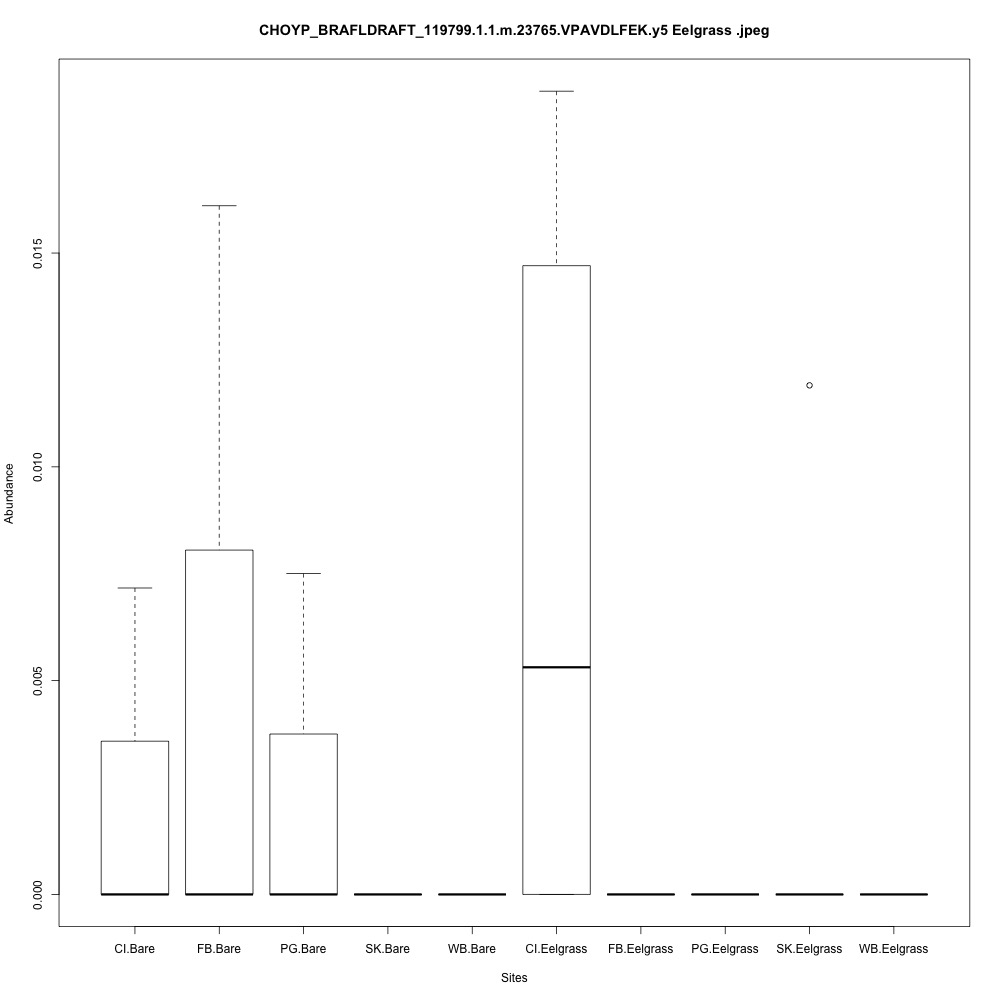 CHOYP_BRAFLDRAFT_119799.1.1.m.23765.VPAVDLFEK.y5 Eelgrass .jpeg
Abundance
0.015
0.010
0.005
0.000
CI.Bare FB.Bare PG.Bare SK.Bare WB.Bare CI.Eelgrass FB.Eelgrass PG.Eelgrass SK.Eelgrass WB.Eelgrass
Sites